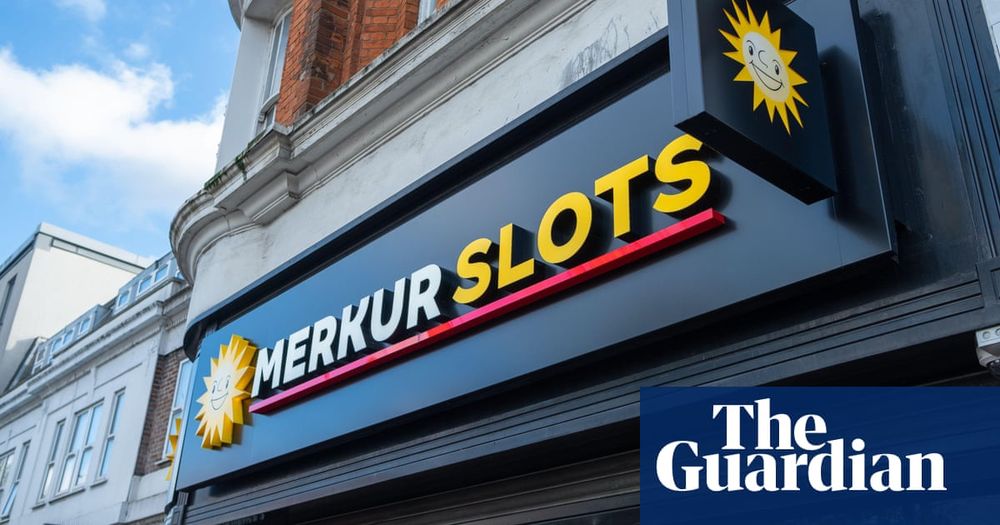 MERKUR SLOTS
The
Guardian